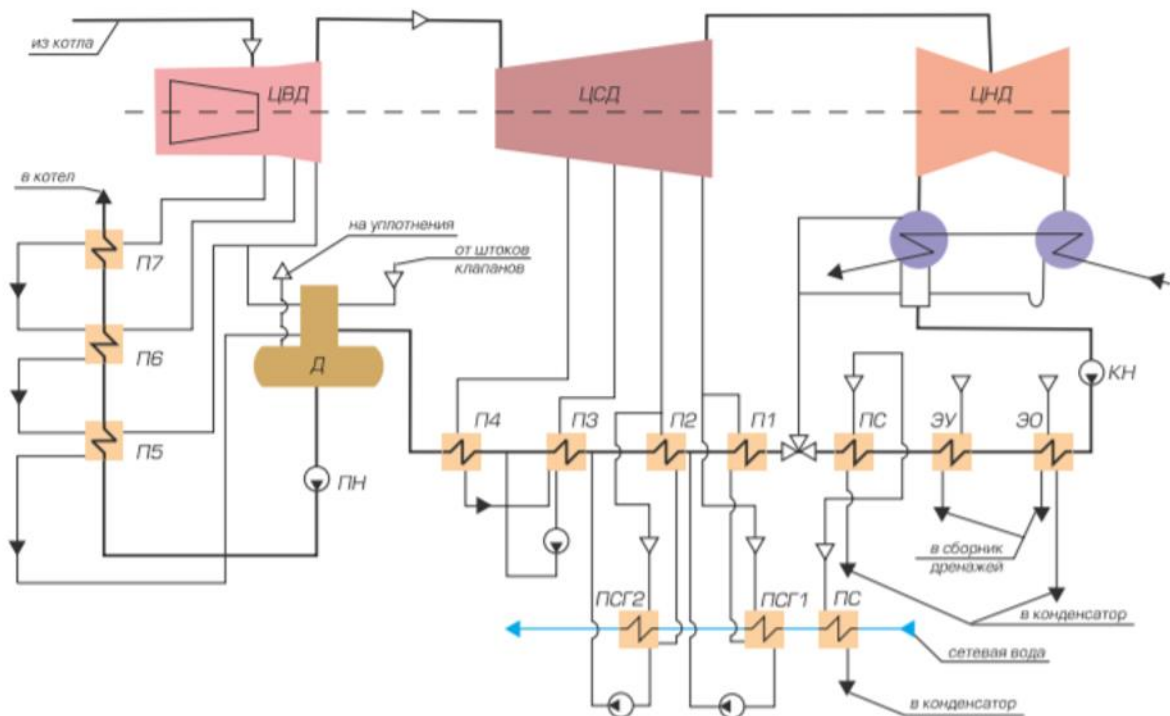 из котла
ЦВД
ЦСД
ЦНД
в котел
на уплотнения
от штоков
клапанов
П7
П6
П5
Д
ПН
П4
П3
П2
П1
ПС
ЭУ
ЭО
КН
в сборник
дренажей
ПСГ2
ПСГ1
ПС
в конденсатор
сетевая вода
в конденсатор